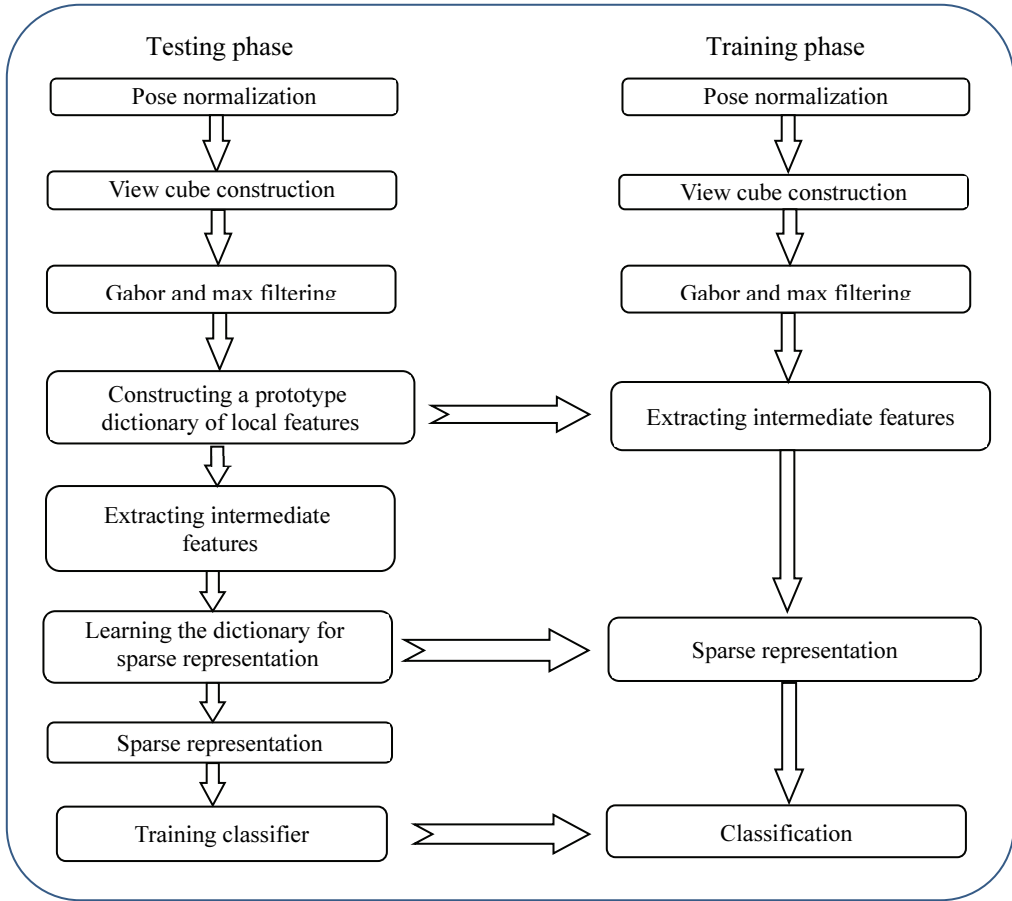 Testing phase
Pose normalization
View cube construction
Gabor and max filtering
Constructing a prototype
dictionary of local features
Extracting intermediate
features
Learning the dictionary for
sparse representation
Sparse representation
Training classifier
Training phase
Pose normalization
View cube construction
Gabor and max filtering
Extracting intermediate features
Sparse representation
Classification